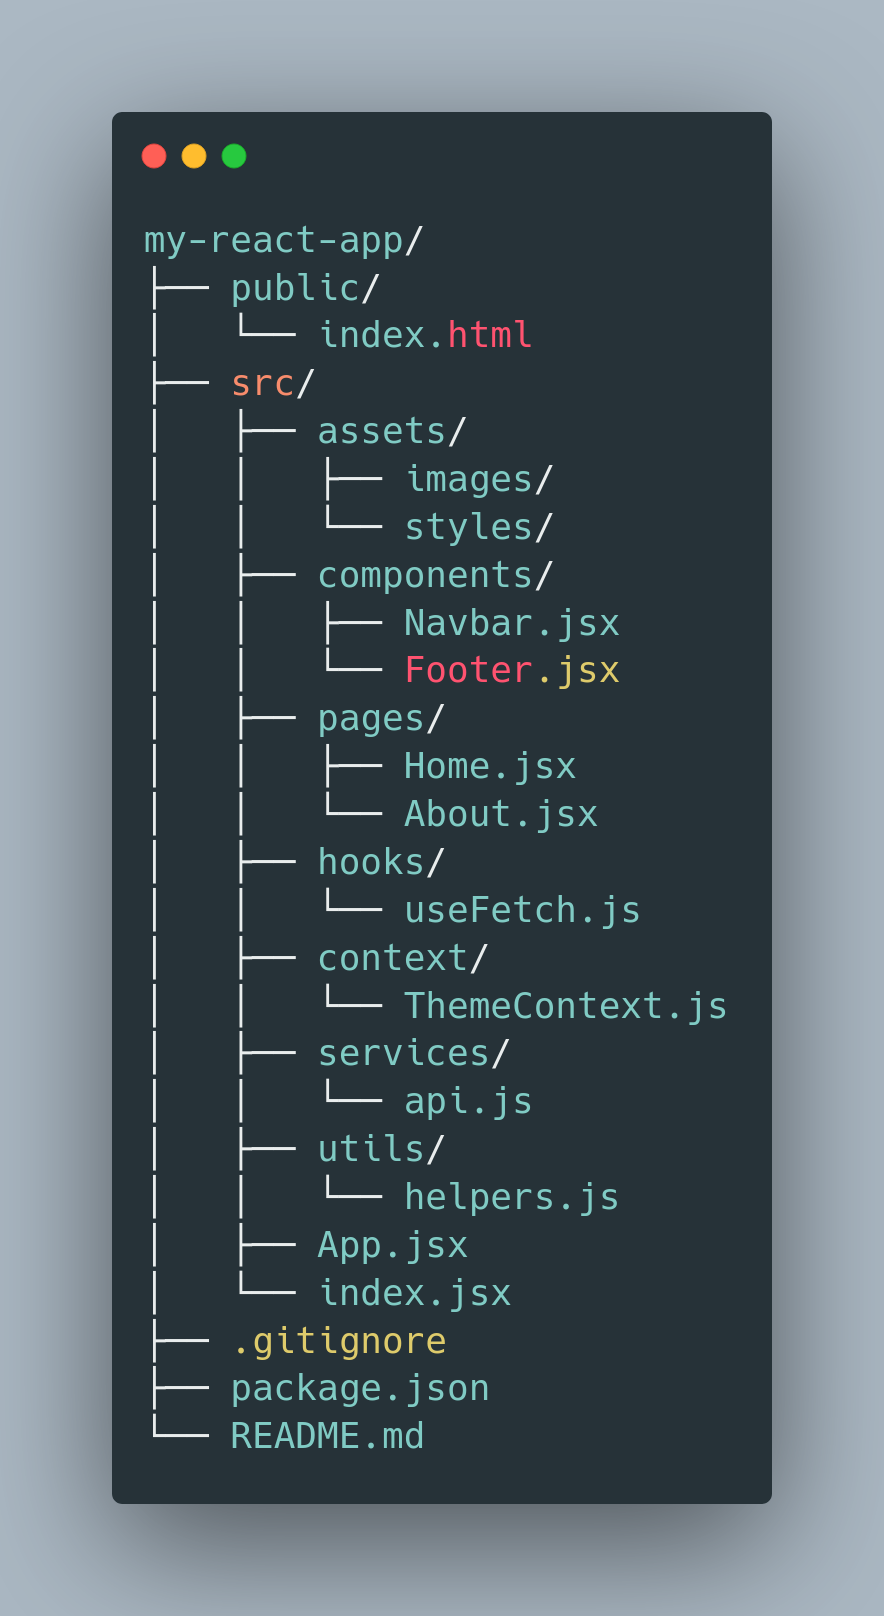 my-react-app/
├── public/
│   └── index.html
├── src/
│   ├── assets/
│   │   ├── images/
│   │   └── styles/
│   ├── components/
│   │   ├── Navbar.jsx
│   │   └── Footer.jsx
│   ├── pages/
│   │   ├── Home.jsx
│   │   └── About.jsx
│   ├── hooks/
│   │   └── useFetch.js
│   ├── context/
│   │   └── ThemeContext.js
│   ├── services/
│   │   └── api.js
│   ├── utils/
│   │   └── helpers.js
│   ├── App.jsx
│   └── index.jsx
├── .gitignore
├── package.json
└── README.md